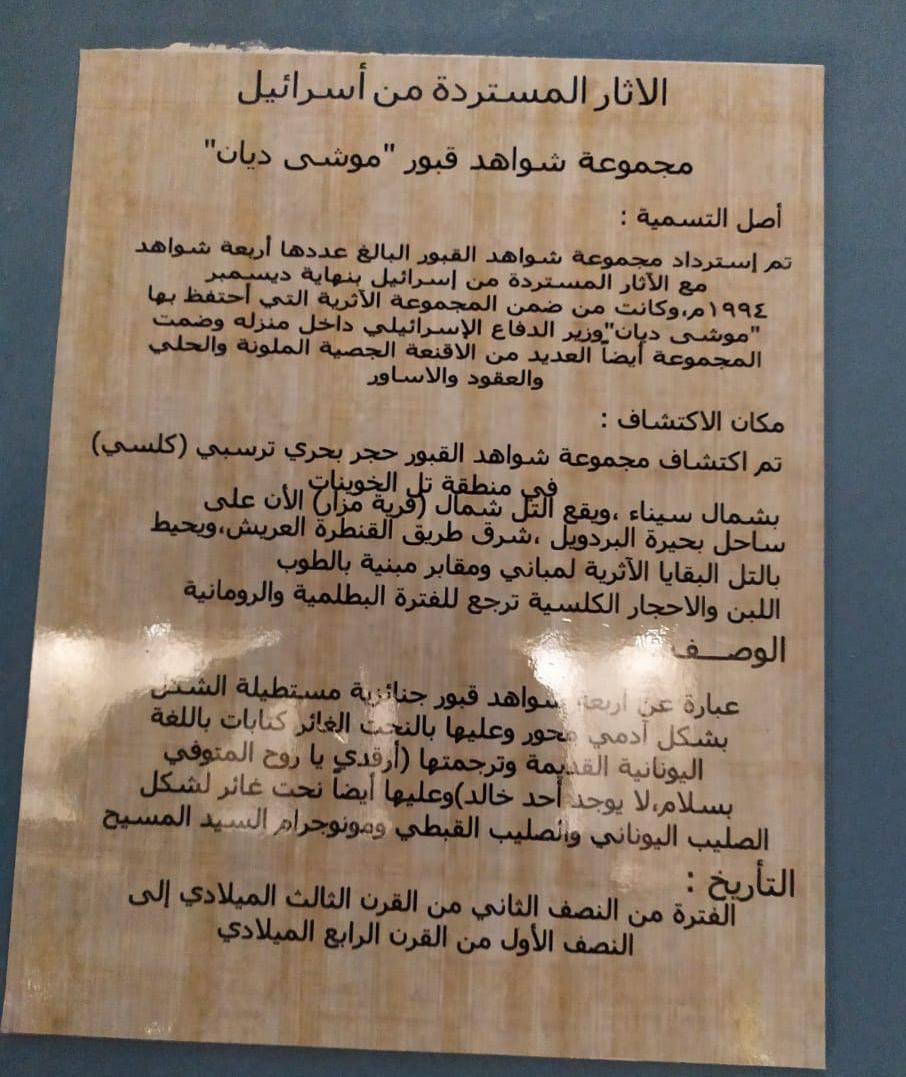 الاثار المستردة من أسرائيل
مجموعة شواهد قبور "موشى ديان"
أصل التسمية :
تم إسترداد مجموعة شواهد القبور البالغ عددها أربعة شواهد
مع الآثار المستردة من إسرائيل بنهاية ديسمبر
١٩٩٤م،وكانت من ضمن المجموعة الآثرية التي أحتفظ بها
"موشى ديان"وزير الدفاع الإسرائيلي داخل منزله وضمت
المجموعة أيضاً العديد من الاقنعة الجصية الملونة والحلي
والعقود والاساور
مكان الاكتشاف :
تم اكتشاف مجموعة شواهد القبور حجر بحري ترسبي (كلسي)
في منطقة تل الخوينات
بشمال سيناء ،ويقع التل شمال (قرية مزار) الأن على
ساحل بحيرة البردويل ،شرق طريق القنطرة العريش،ويحيط
بالتل البقايا الآثرية لمباني ومقابر مبنية بالطوب
اللبن والاحجار الكلسية ترجع للفترة البطلمية والرومانية
الوصـــف
عبارة عن أربعة شواهد قبور جنائزية مستطيلة الشكل
بشكل آدمي محور وعليها بالنحت الغائر كتابات باللغة
اليونانية القديمة وترجمتها (أرقدي يا روح المتوفي
بسلام،لا يوجد أحد خالد)وعليها أيضاً نحت غائر لشكل
الصليب اليوناني والصليب القبطي ومونوجرام السيد المسيح
التأريخ :
الفترة من النصف الثاني من القرن الثالث الميلادي إلى
النصف الأول من القرن الرابع الميلادي